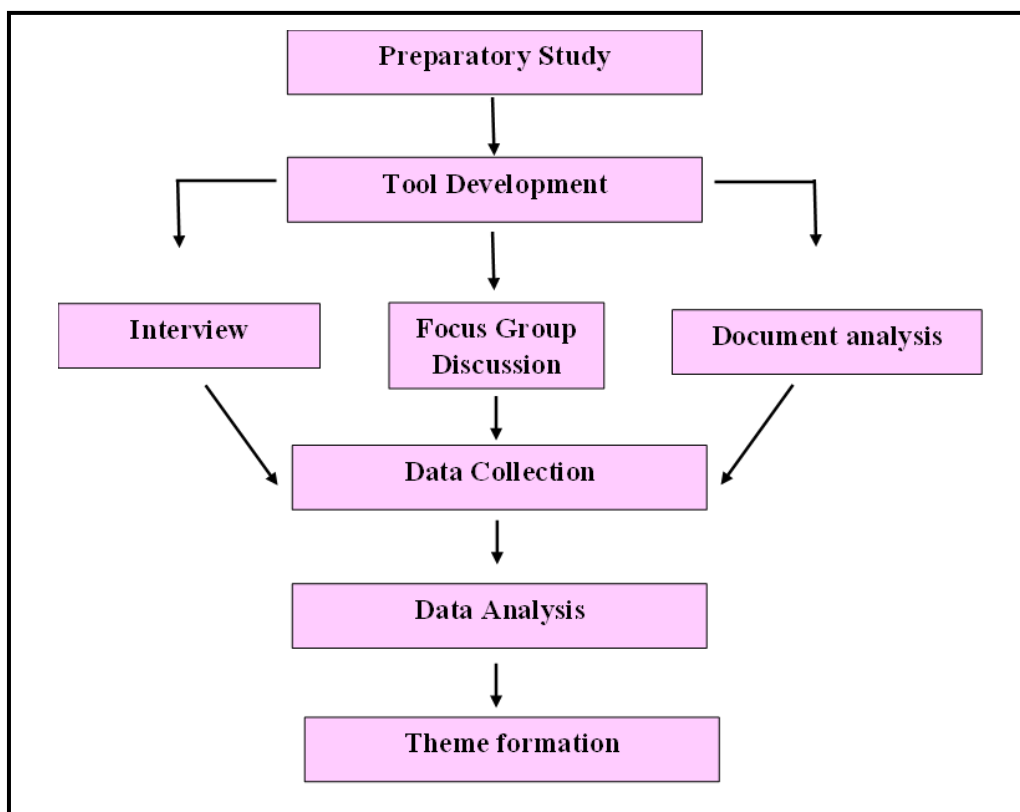 Preparatory Study
Tool Development
Interview
Focus Group
Discussion
Document analysis
Data Collection
Data Analysis
Theme formation